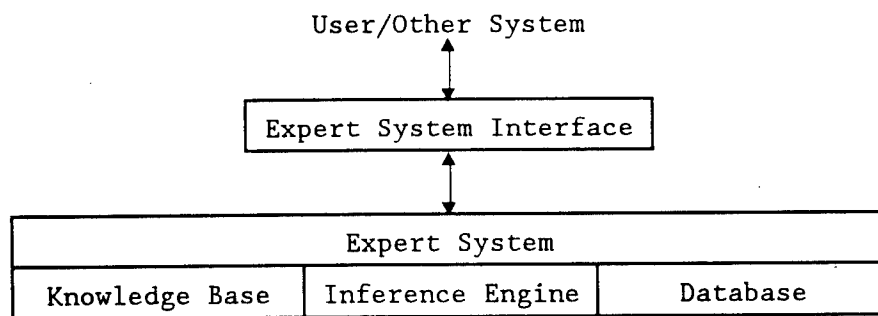 User/Other System
Expert System Interface
Expert System
Knowledge Base Inference Engine Database